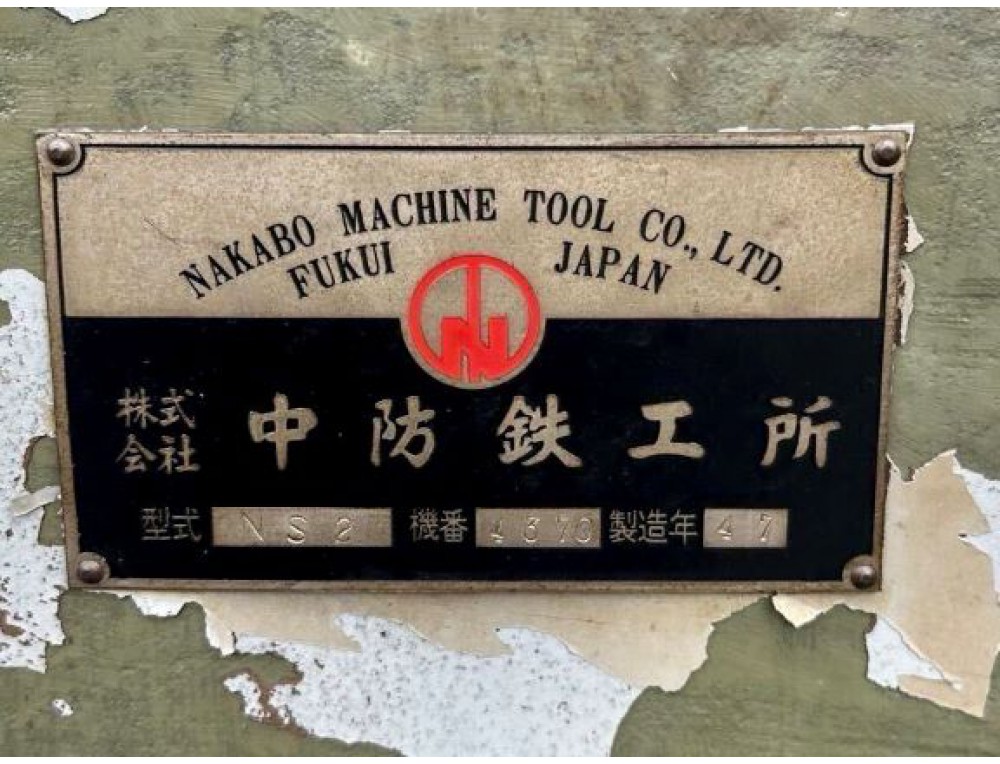 NAKABO MACHINE TOOL CO., LTD.
FUKUI JAPAN
株式会社 中防鉄工所
型式 NS2 機番 4370 製造年 47